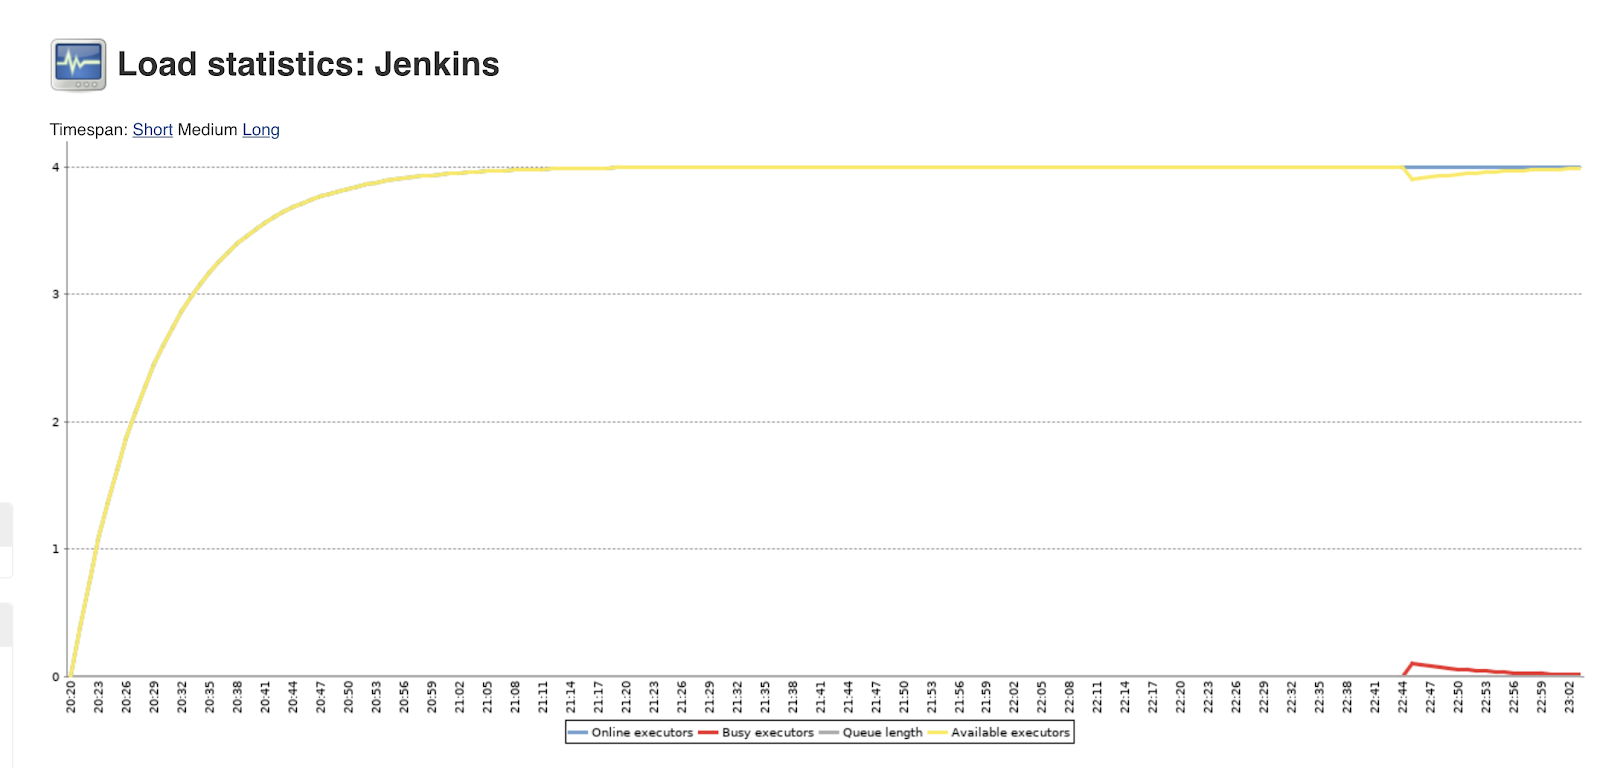 Load statistics: Jenkins
Timespan: Short Medium Long
4
3
2
1
0
20:20 20:23 20:26 20:29 20:32 20:35 20:38 20:41 20:44 20:47 20:50 20:53 20:56 20:59 21:02 21:05 21:08 21:11 21:14 21:17 21:20 21:23 21:26 21:29 21:32 21:35 21:38 21:41 21:44 21:47 21:50 21:53 21:56 21:59 22:02 22:05 22:08 22:11 22:14 22:17 22:20 22:23 22:26 22:29 22:32 22:35 22:38 22:41 22:44 22:47 22:50 22:53 22:56 22:59 23:02
Online executors Busy executors Queue length Available executors